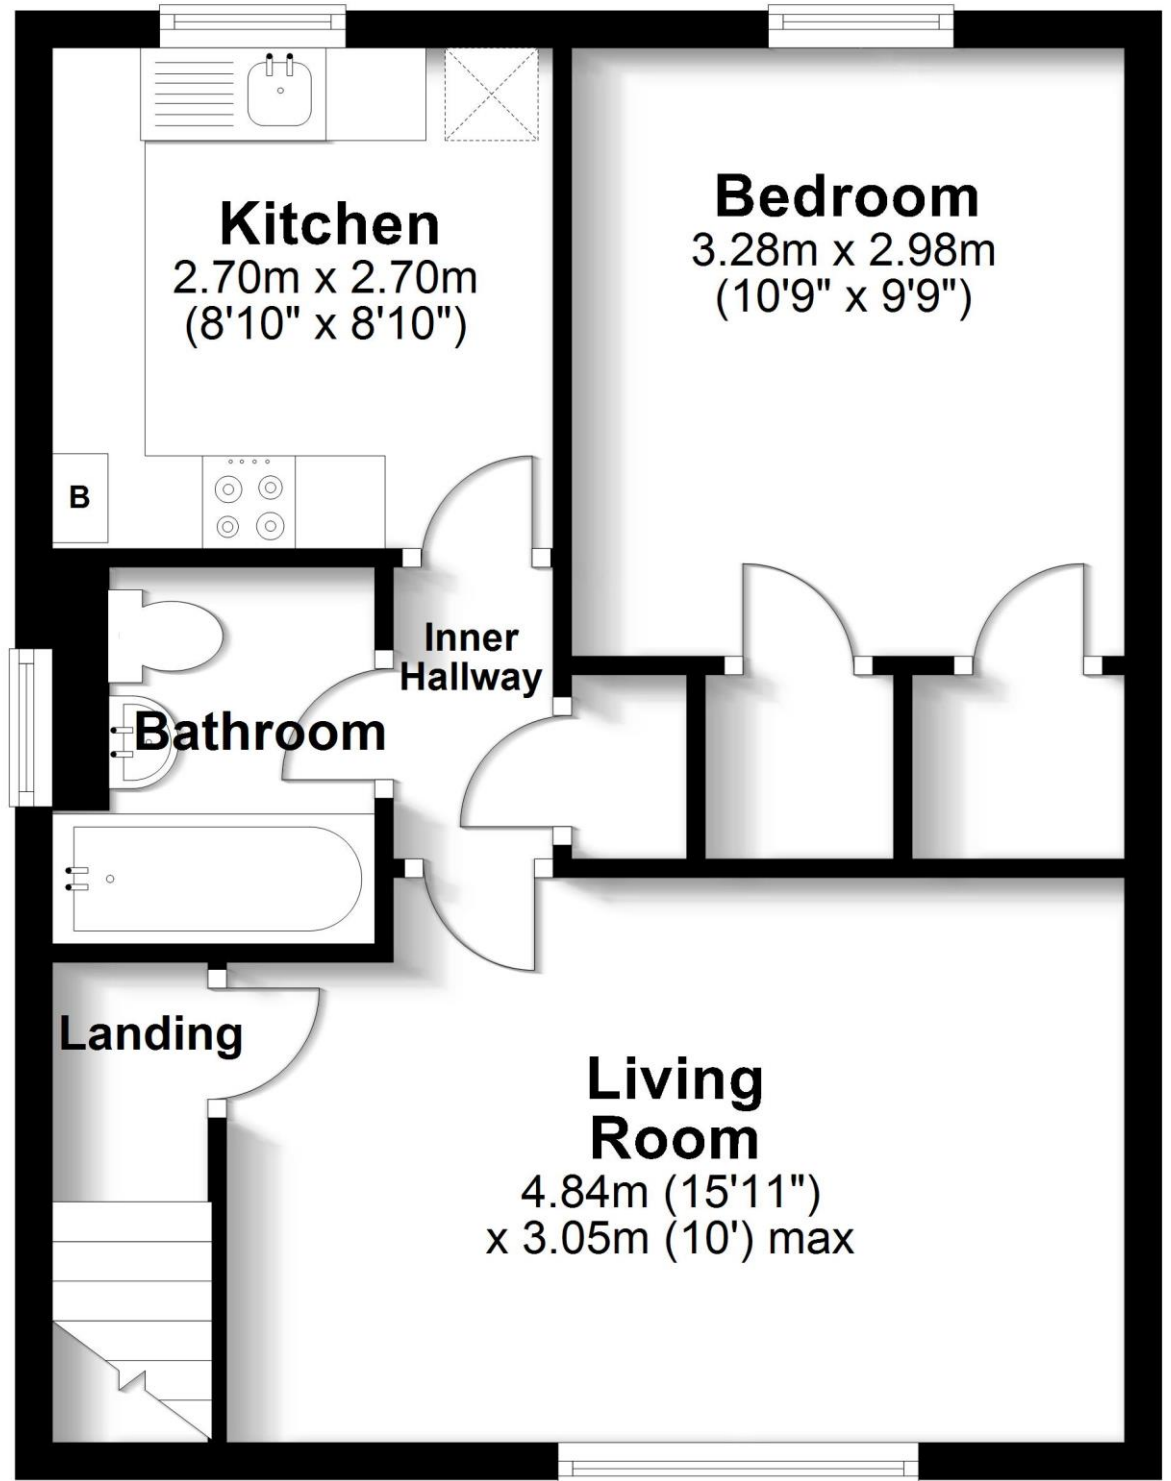 Kitchen
2.70m x 2.70m
(8'10" x 8'10")
Bedroom
3.28m x 2.98m
(10'9" x 9'9")
B
Inner
Hallway
Bathroom
Landing
Living
Room
4.84m (15'11")
x 3.05m (10') max